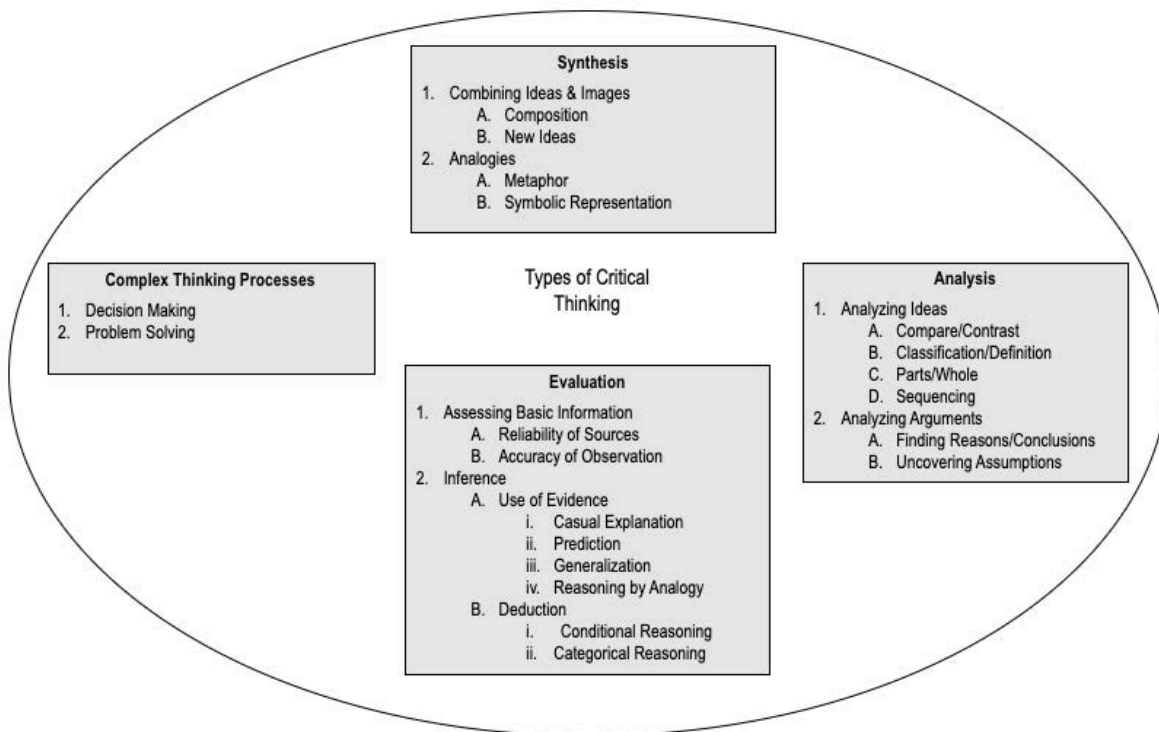 Synthesis
1. Combining Ideas & Images
A. Composition
B. New Ideas
2. Analogies
A. Metaphor
B. Symbolic Representation
Complex Thinking Processes
1. Decision Making
2. Problem Solving
Types of Critical
Thinking
Analysis
1. Analyzing Ideas
A. Compare/Contrast
B. Classification/Definition
C. Parts/Whole
D. Sequencing
2. Analyzing Arguments
A. Finding Reasons/Conclusions
B. Uncovering Assumptions
Evaluation
1. Assessing Basic Information
A. Reliability of Sources
B. Accuracy of Observation
2. Inference
A. Use of Evidence
i. Casual Explanation
ii. Prediction
iii. Generalization
iv. Reasoning by Analogy
B. Deduction
i. Conditional Reasoning
ii. Categorical Reasoning